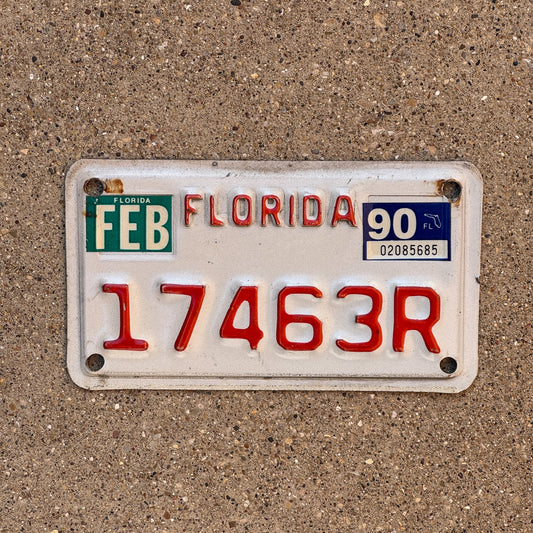 FLORIDA
FEB
FLORIDA
90
FL
02085685
17463R